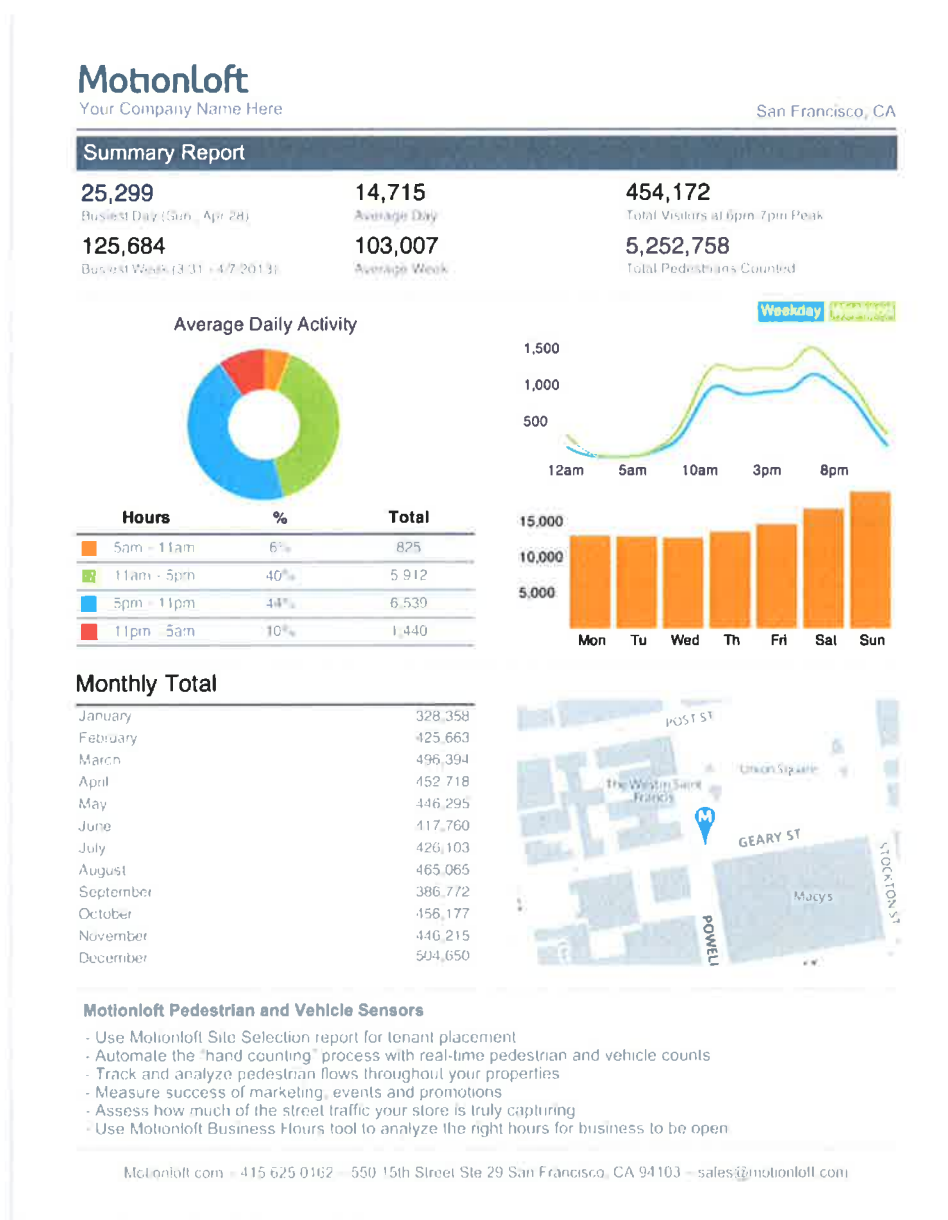 Motionloft
Your Company Name Here
San Francisco, CA
Summary Report
25,299
14,715
454,172
Busiest Day (Sun, Apr 28)
Average Day
Total Visitors at 6pm-7pm Peak
125,684
103,007
5,252,758
Busiest Week (3/31 - 4/7 2013)
Average Week
Total Pedestrians Counted
Weekday Weekend
Average Daily Activity
1,500
1,000
500
12am 5am 10am 3pm 8pm
Hours % Total
5am - 11am 6% 825
11am - 5pm 40% 5,912
5pm - 11pm 44% 6,539
11pm - 5am 10% 1,440
15,000
10,000
5,000
Mon Tu Wed Th Fri Sat Sun
Monthly Total
January 328,358
February 425,663
March 496,394
April 452,718
May 446,295
June 417,760
July 426,103
August 465,065
September 386,772
October 456,177
November 446,215
December 504,650
POST ST
Union Square
The Westin Saint
Francis
M
GEARY ST
STOCKTON ST
Macys
POWELL
Motionloft Pedestrian and Vehicle Sensors
- Use Motionloft Site Selection report for tenant placement
- Automate the "hand counting" process with real-time pedestrian and vehicle counts
- Track and analyze pedestrian flows throughout your properties
- Measure success of marketing, events and promotions
- Assess how much of the street traffic your store is truly capturing
- Use Motionloft Business Hours tool to analyze the right hours for business to be open
Motionloft.com - 415.625.0162 - 550 15th Street Ste 29 San Francisco, CA 94103 - sales@motionloft.com